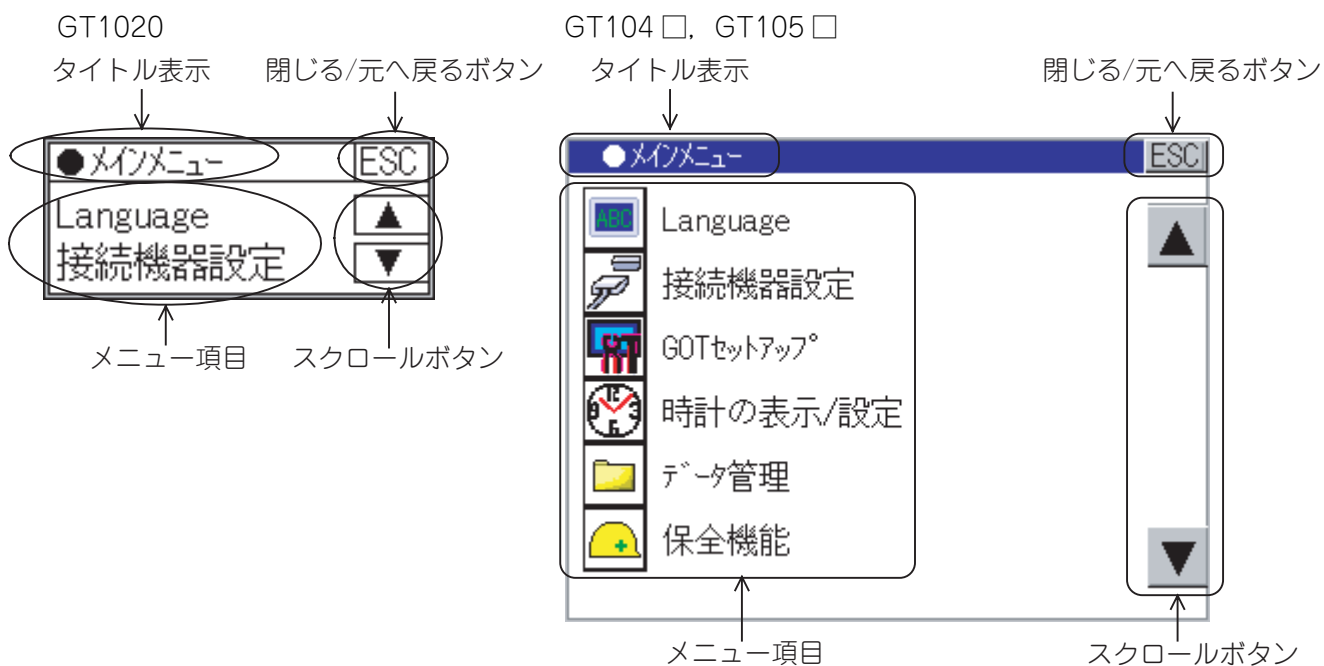 GT1020
タイトル表示 閉じる/元へ戻るボタン
●メインメニュー ESC
Language ▲
接続機器設定 ▼
メニュー項目 スクロールボタン
GT104□, GT105□
タイトル表示 閉じる/元へ戻るボタン
●メインメニュー ESC
ABC Language ▲
接続機器設定
GOTセットアップ
12 3 6 9 時計の表示/設定
データ管理
保全機能 ▼
メニュー項目 スクロールボタン